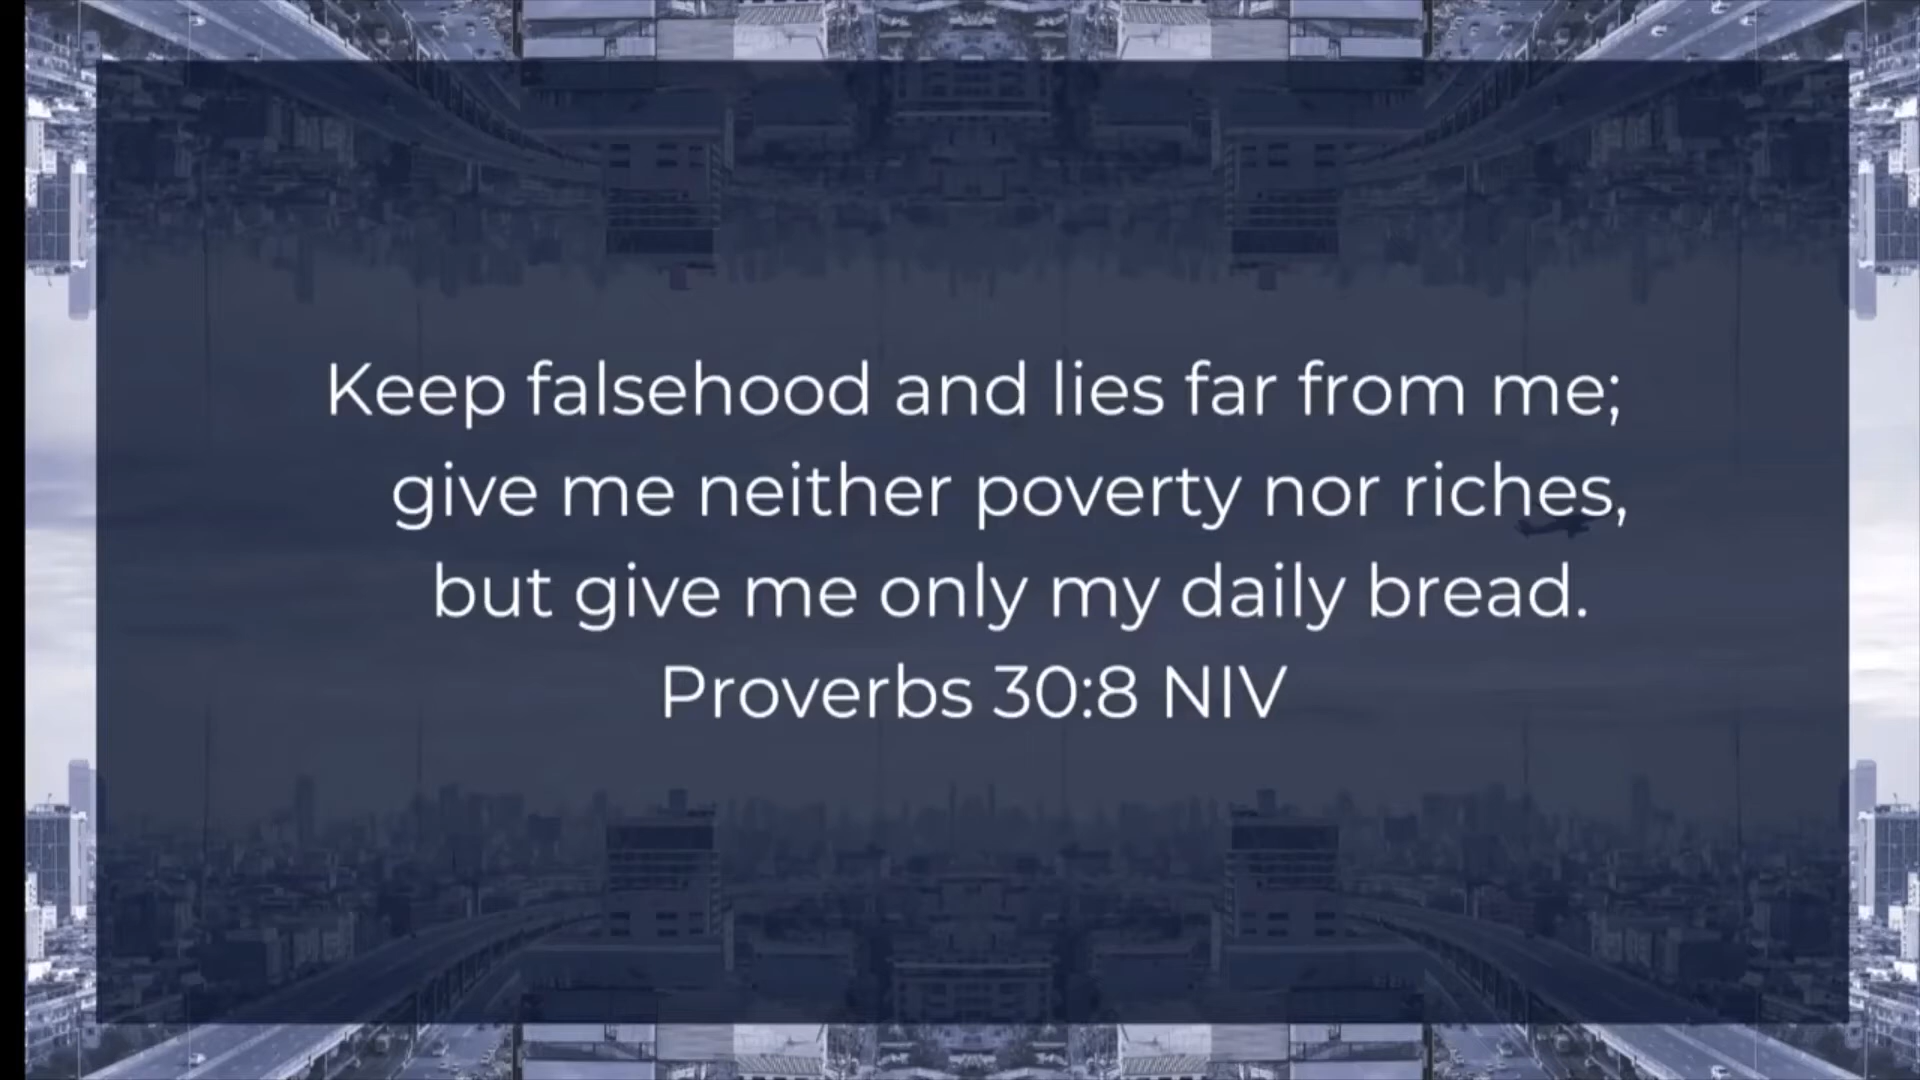 Keep falsehood and lies far from me;
give me neither poverty nor riches,
but give me only my daily bread.
Proverbs 30:8 NIV